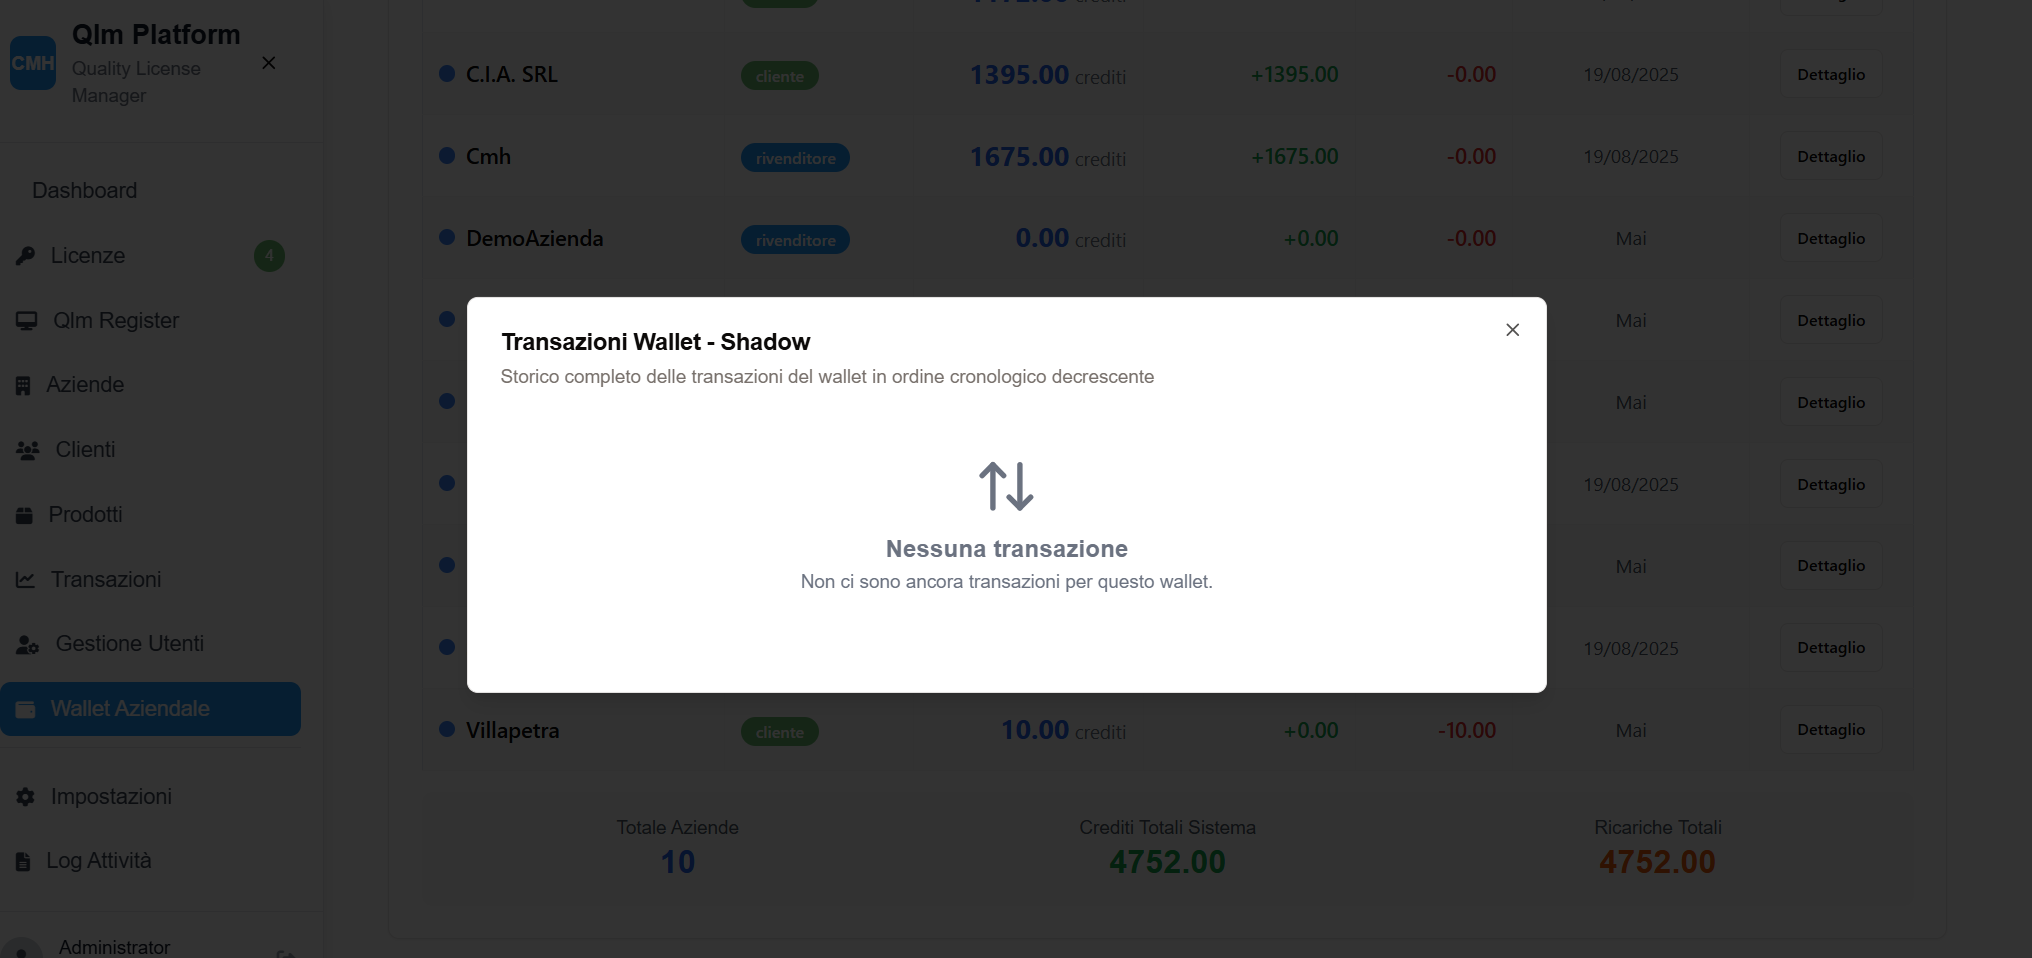 Qlm Platform
CMH
Quality License
Manager
Dashboard
Licenze 4
Qlm Register
Aziende
Clienti
Prodotti
Transazioni
Gestione Utenti
Wallet Aziendale
Impostazioni
Log Attività
Administrator
C.I.A. SRL cliente 1395.00 crediti +1395.00 -0.00 19/08/2025 Dettaglio
Cmh rivenditore 1675.00 crediti +1675.00 -0.00 19/08/2025 Dettaglio
DemoAzienda rivenditore 0.00 crediti +0.00 -0.00 Mai Dettaglio
Mai Dettaglio
Mai Dettaglio
19/08/2025 Dettaglio
Mai Dettaglio
19/08/2025 Dettaglio
Transazioni Wallet - Shadow
Storico completo delle transazioni del wallet in ordine cronologico decrescente
Nessuna transazione
Non ci sono ancora transazioni per questo wallet.
Villapetra cliente 10.00 crediti +0.00 -10.00 Mai Dettaglio
Totale Aziende Crediti Totali Sistema Ricariche Totali
10 4752.00 4752.00